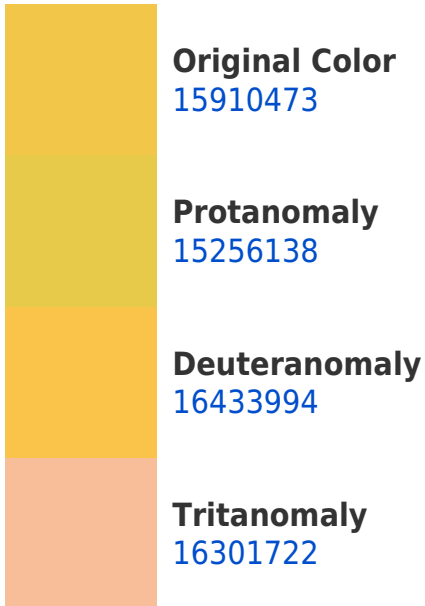 Original Color
15910473
Protanomaly
15256138
Deuteranomaly
16433994
Tritanomaly
16301722